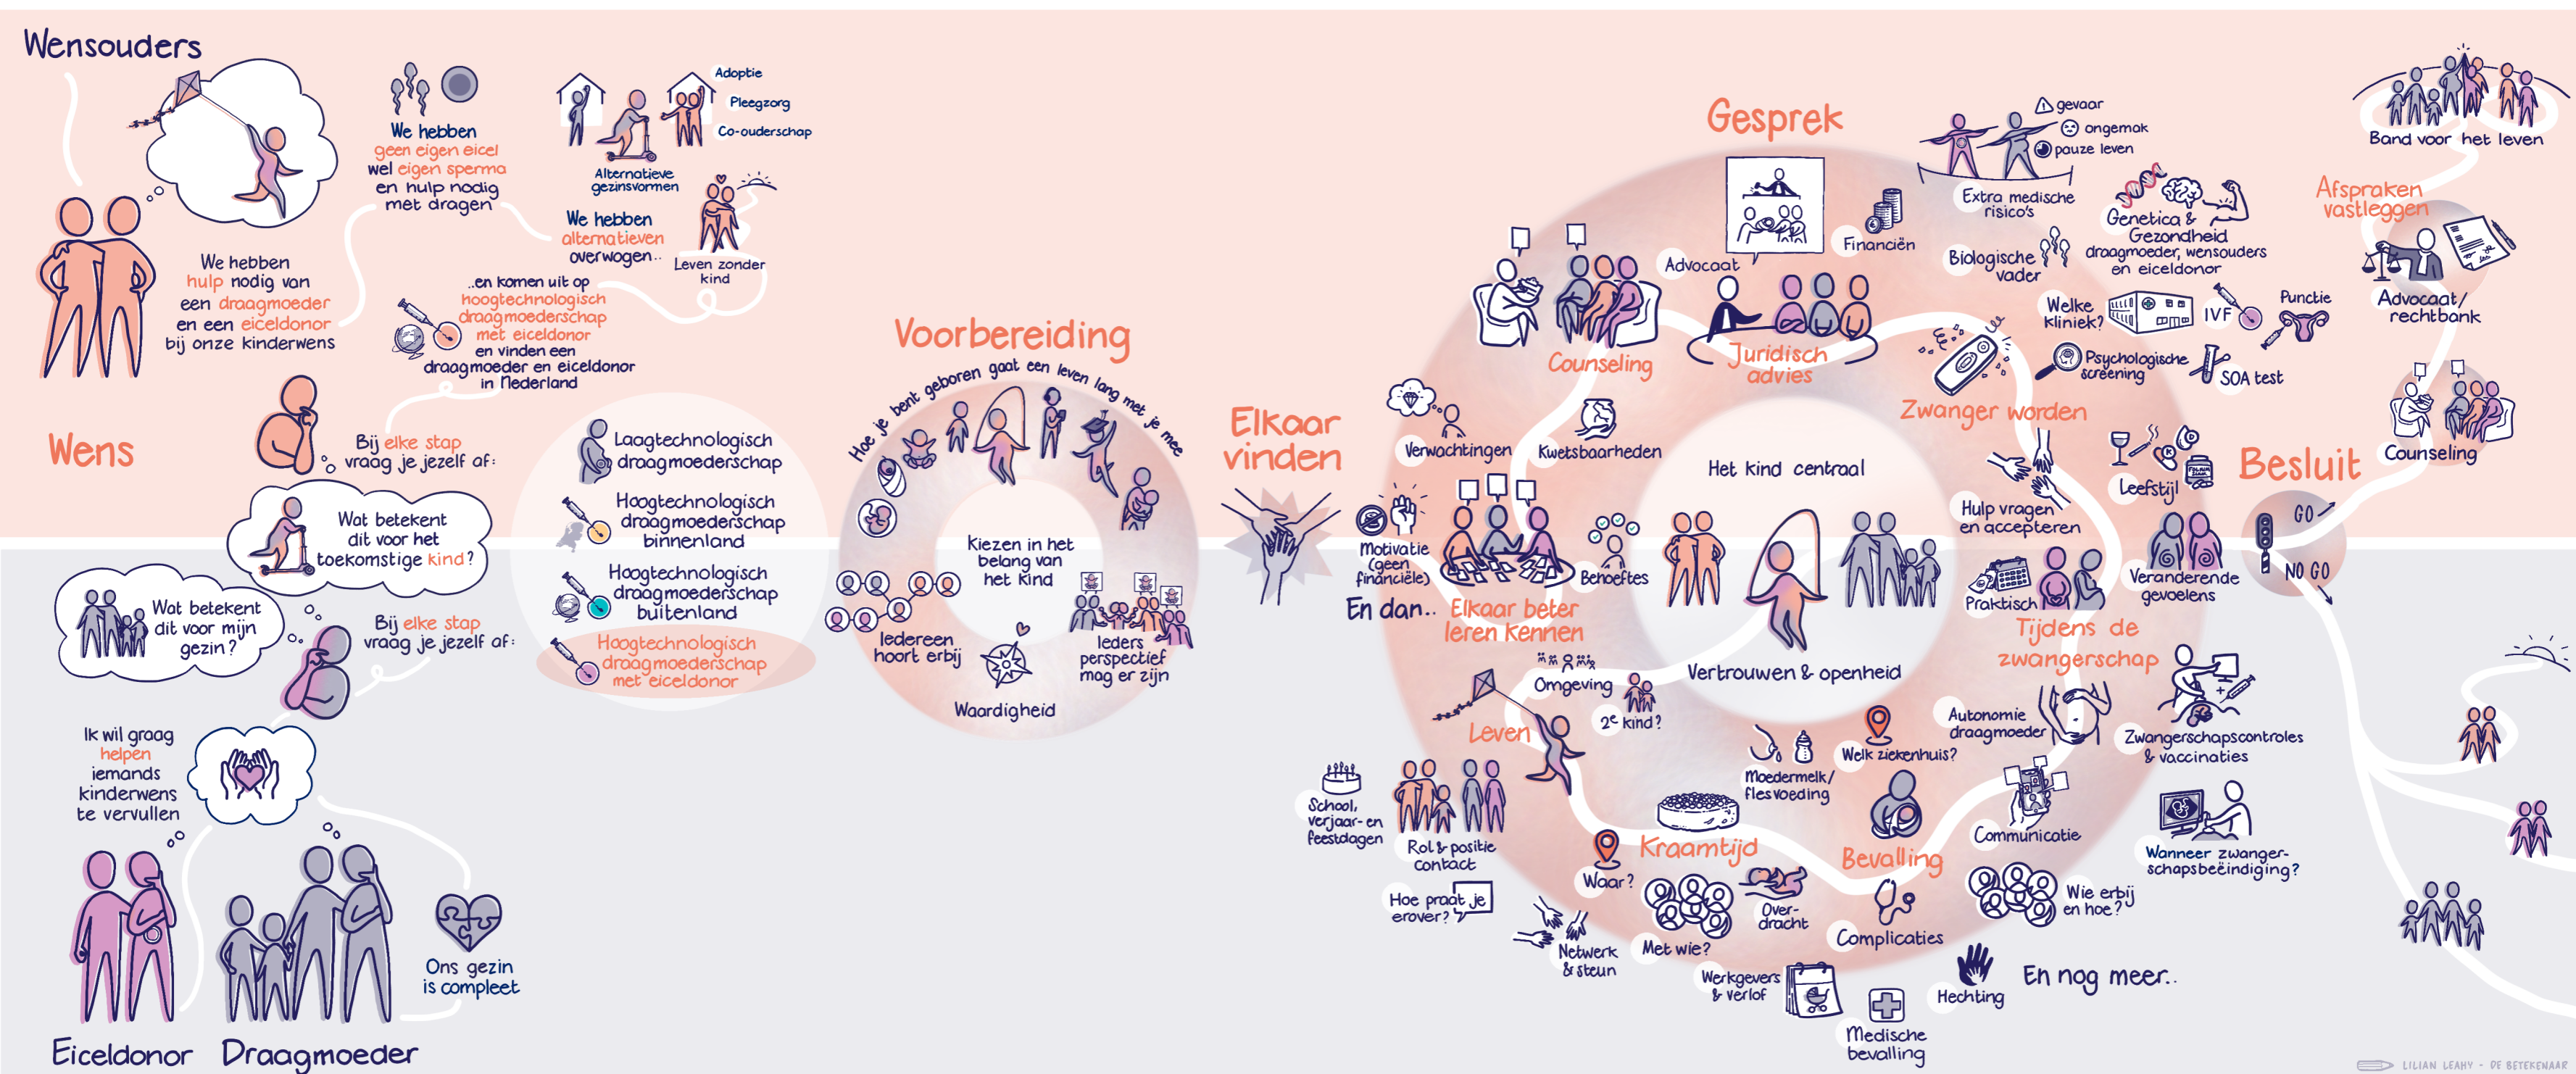 Wensouders
We hebben
hulp nodig van
een draagmoeder
en een eiceldonor
bij onze kinderwens
We hebben
geen eigen eicel
wel eigen sperma
en hulp nodig
met dragen
Adoptie
Pleegzorg
Co-ouderschap
Alternatieve
gezinsvormen
We hebben
alternatieven
overwogen..
Leven zonder
kind
..en komen uit op
hoogtechnologisch
draagmoederschap
met eiceldonor
en vinden een
draagmoeder en eiceldonor
in Nederland
Wens
Bij elke stap
vraag je jezelf af:
Wat betekent
dit voor het
toekomstige kind?
Wat betekent
dit voor mijn
gezin?
Bij elke stap
vraag je jezelf af:
Ik wil graag
helpen
iemands
kinderwens
te vervullen
Ons gezin
is compleet
Eiceldonor
Draagmoeder
Laagtechnologisch
draagmoederschap
Hoogtechnologisch
draagmoederschap
binnenland
Hoogtechnologisch
draagmoederschap
buitenland
Hoogtechnologisch
draagmoederschap
met eiceldonor
Voorbereiding
Hoe je bent geboren gaat een leven lang met je mee
Kiezen in het
belang van
het kind
Iedereen
hoort erbij
Ieders
perspectief
mag er zijn
Waardigheid
Elkaar
vinden
Gesprek
Counseling
Advocaat
Financiën
Juridisch
advies
gevaar
ongemak
pauze leven
Extra medische
risico's
Genetica &
Gezondheid
draagmoeder, wensouders
en eiceldonor
Biologische
vader
Welke
kliniek?
IVF
Punctie
Psychologische
screening
SOA test
Zwanger worden
Verwachtingen
Kwetsbaarheden
Motivatie
(geen
financiële)
Behoeftes
En dan..
Elkaar beter
leren kennen
Het kind centraal
Vertrouwen & openheid
Hulp vragen
en accepteren
Leefstijl
Praktisch
Veranderende
gevoelens
Tijdens de
zwangerschap
Autonomie
draagmoeder
Zwangerschapscontroles
& vaccinaties
Communicatie
Wanneer zwanger-
schapsbeëindiging?
Wie erbij
en hoe?
Omgeving
2e kind?
Leven
School,
verjaar- en
feestdagen
Rol & positie
contact
Hoe praat je
erover?
Moedermelk/
flesvoeding
Welk ziekenhuis?
Kraamtijd
Bevalling
Waar?
Netwerk
& steun
Met wie?
Over-
dracht
Complicaties
Werkgevers
& verlof
Medische
bevalling
Hechting
En nog meer..
Besluit
GO
NO GO
Counseling
Afspraken
vastleggen
Advocaat/
rechtbank
Band voor het leven
LILIAN LEAHY - DE BETEKENAAR